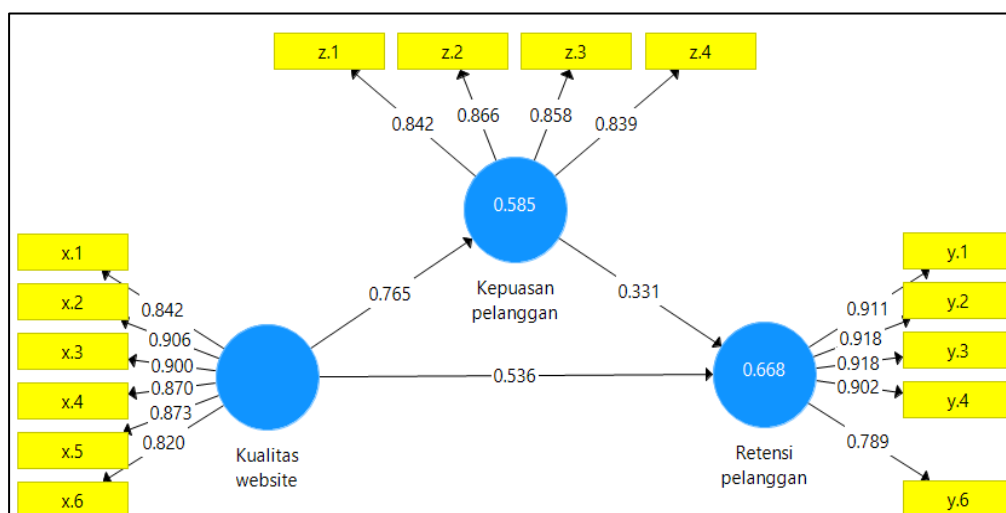 z.1
z.2
z.3
z.4
0.842
0.866
0.858
0.839
0.585
Kepuasan
pelanggan
x.1
x.2
x.3
x.4
x.5
x.6
0.842
0.906
0.900
0.870
0.873
0.820
Kualitas
website
0.765
0.331
0.536
0.668
Retensi
pelanggan
0.911
0.918
0.918
0.902
0.789
y.1
y.2
y.3
y.4
y.6